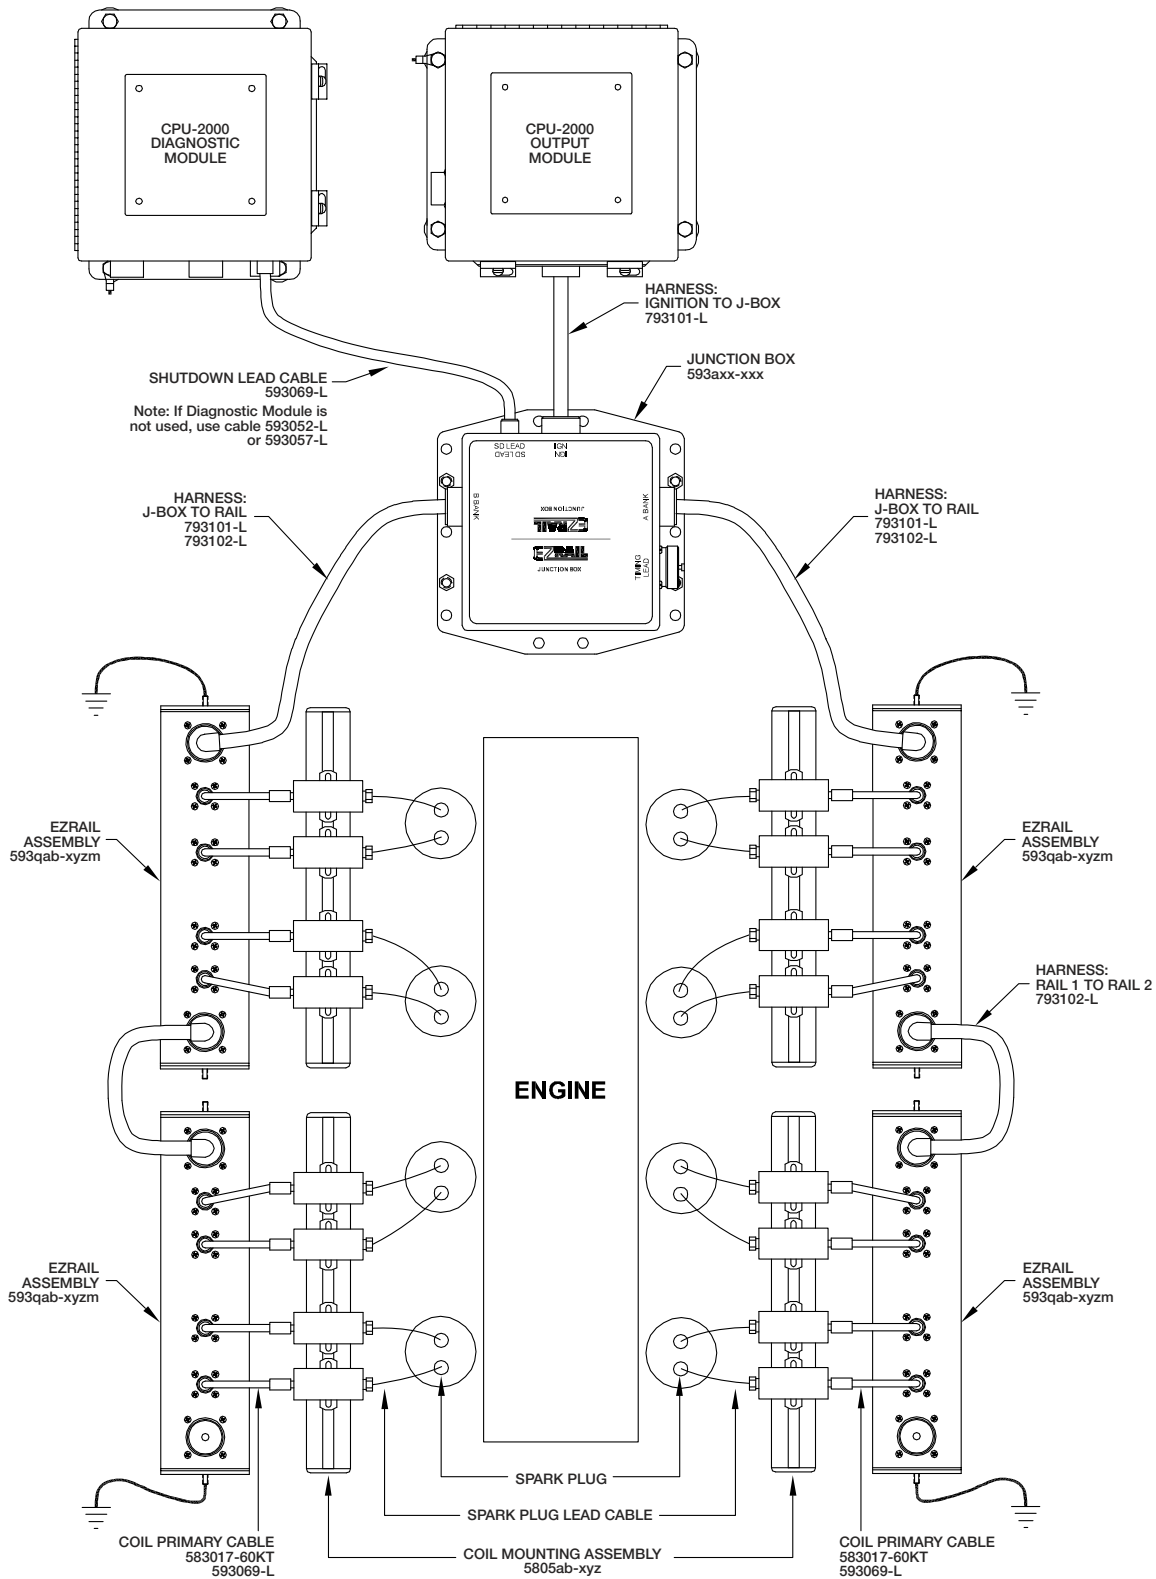 CPU-2000
DIAGNOSTIC
MODULE
CPU-2000
OUTPUT
MODULE
HARNESS:
IGNITION TO J-BOX
793101-L
JUNCTION BOX
593axx-xxx
SHUTDOWN LEAD CABLE
593069-L
Note: If Diagnostic Module is
not used, use cable 593052-L
or 593057-L
SD LEAD
SD LEAD
IGN
IGN
HARNESS:
J-BOX TO RAIL
793101-L
793102-L
B BANK
JUNCTION BOX
EZRAIL
EZRAIL
JUNCTION BOX
A BANK
TIMING
LEAD
HARNESS:
J-BOX TO RAIL
793101-L
793102-L
EZRAIL
ASSEMBLY
593qab-xyzm
EZRAIL
ASSEMBLY
593qab-xyzm
HARNESS:
RAIL 1 TO RAIL 2
793102-L
ENGINE
EZRAIL
ASSEMBLY
593qab-xyzm
EZRAIL
ASSEMBLY
593qab-xyzm
SPARK PLUG
SPARK PLUG LEAD CABLE
COIL PRIMARY CABLE
583017-60KT
593069-L
COIL MOUNTING ASSEMBLY
5805ab-xyz
COIL PRIMARY CABLE
583017-60KT
593069-L